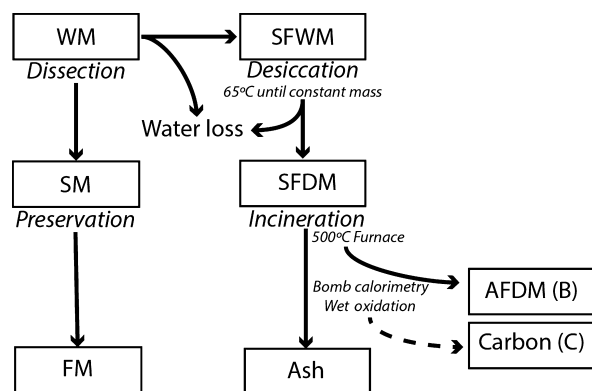 WM
SFWM
Dissection
Desiccation
65ºC until constant mass
Water loss
SM
SFDM
Preservation
Incineration
500ºC Furnace
Bomb calorimetry
Wet oxidation
AFDM (B)
Carbon (C)
FM
Ash